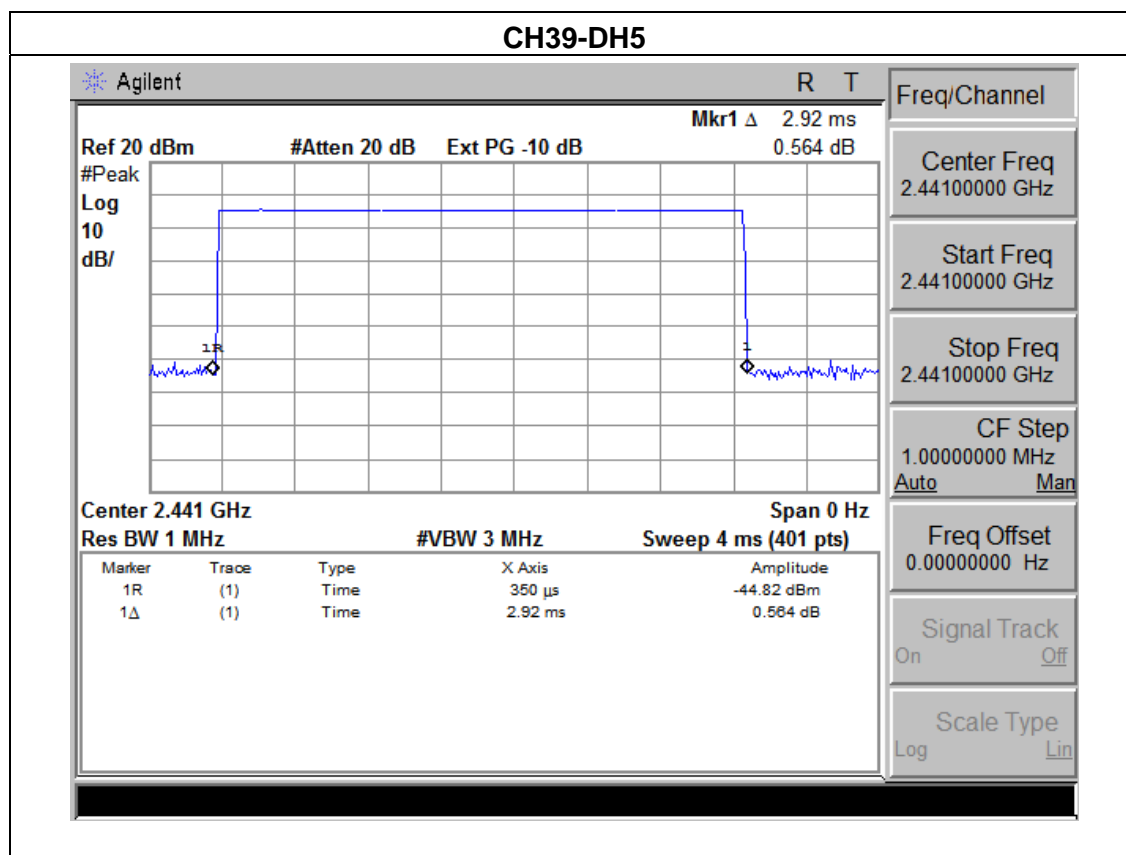 CH39-DH5
Agilent R T
Freq/Channel
Mkr1 Δ 2.92 ms
Ref 20 dBm #Atten 20 dB Ext PG -10 dB 0.564 dB
#Peak
Log
10
dB/
1R
1
Center 2.441 GHz Span 0 Hz
Res BW 1 MHz #VBW 3 MHz Sweep 4 ms (401 pts)
Marker Trace Type X Axis Amplitude
1R (1) Time 350 µs -44.82 dBm
1Δ (1) Time 2.92 ms 0.564 dB
Center Freq
2.44100000 GHz
Start Freq
2.44100000 GHz
Stop Freq
2.44100000 GHz
CF Step
1.00000000 MHz
Auto Man
Freq Offset
0.00000000 Hz
Signal Track
On Off
Scale Type
Log Lin